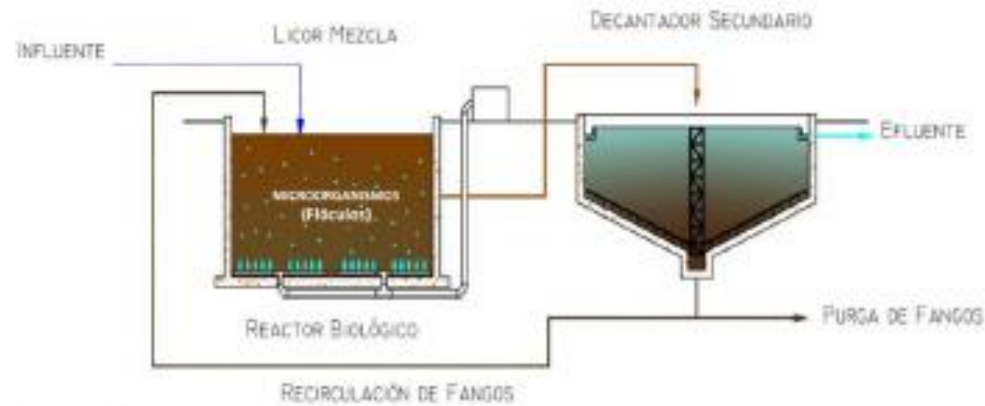 INFLUENTE
LICOR MEZCLA
DECANTADOR SECUNDARIO
EFLUENTE
MICROORGANISMOS
(Flóculos)
REACTOR BIOLÓGICO
PURGA DE FANGOS
RECIRCULACIÓN DE FANGOS